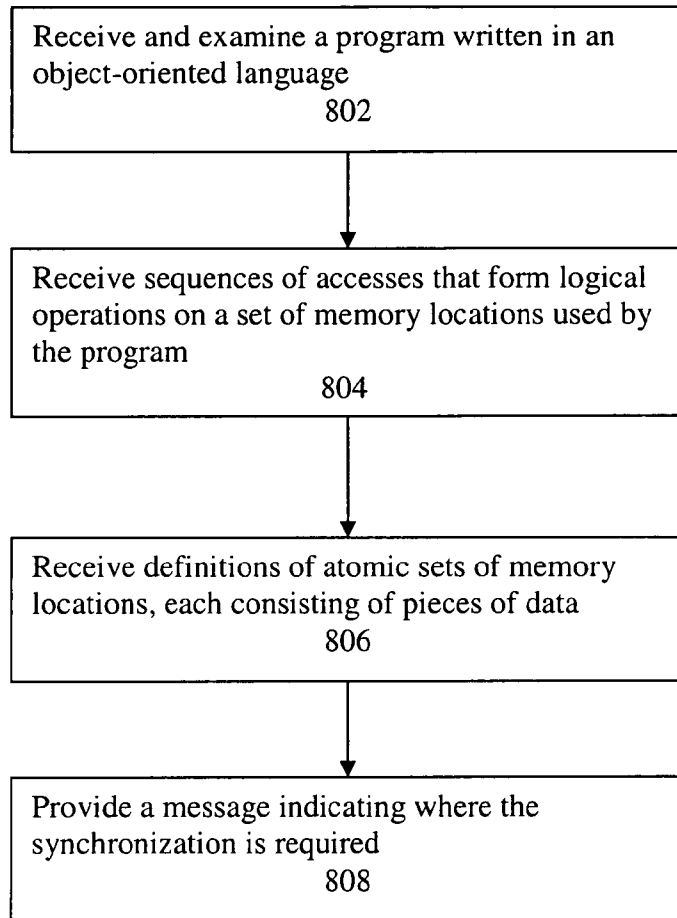 Receive and examine a program written in an
object-oriented language
802
Receive sequences of accesses that form logical
operations on a set of memory locations used by
the program
804
Receive definitions of atomic sets of memory
locations, each consisting of pieces of data
806
Provide a message indicating where the
synchronization is required
808